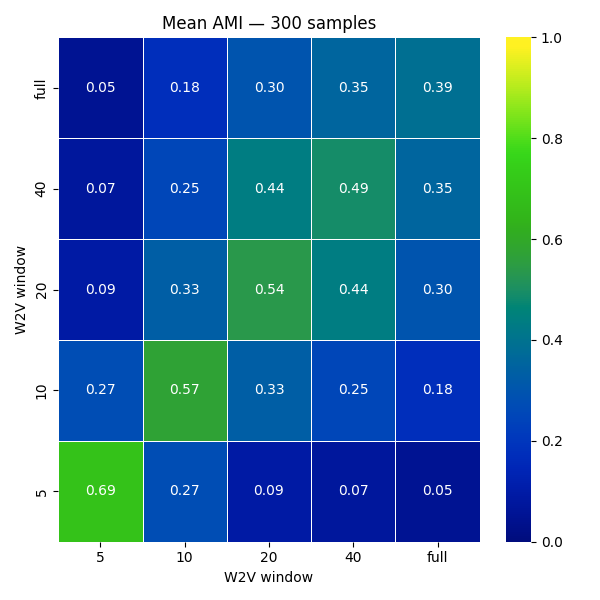 Mean AMI — 300 samples
full 0.05 0.18 0.30 0.35 0.39
40 0.07 0.25 0.44 0.49 0.35
20 0.09 0.33 0.54 0.44 0.30
10 0.27 0.57 0.33 0.25 0.18
5 0.69 0.27 0.09 0.07 0.05
5 10 20 40 full
W2V window
W2V window
1.0
0.8
0.6
0.4
0.2
0.0